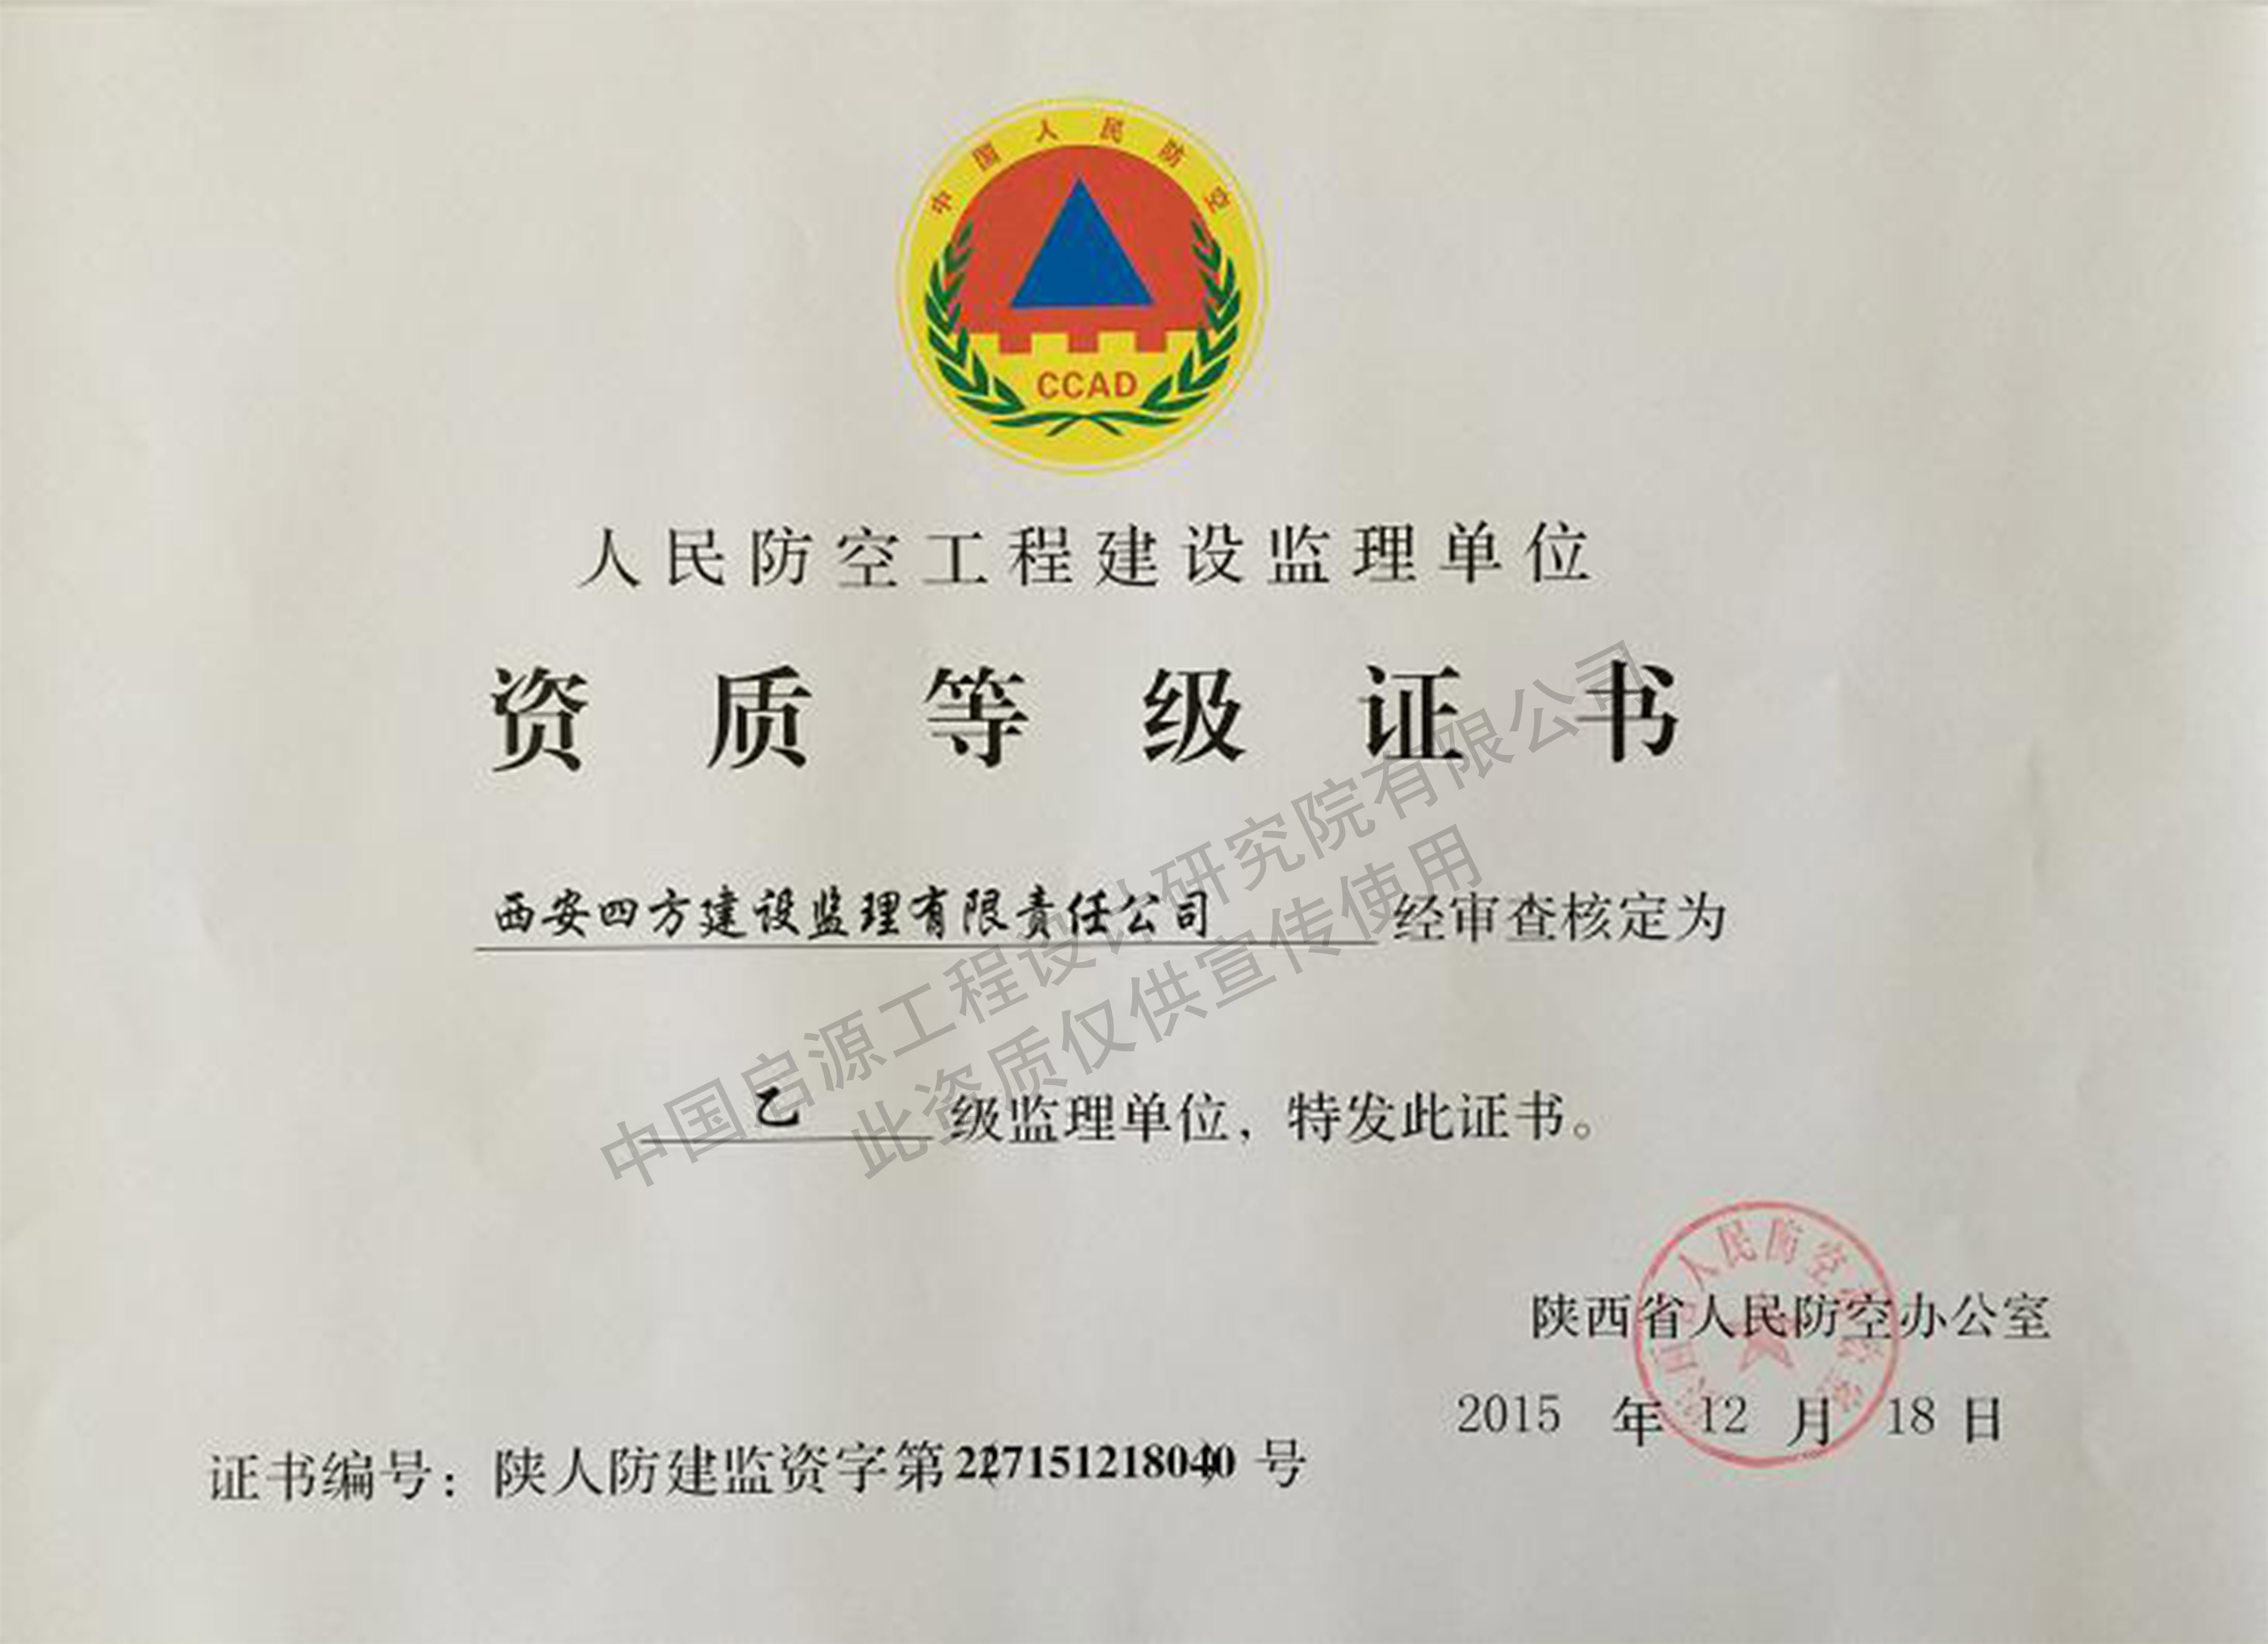 中国人民防空
CCAD
人民防空工程建设监理单位
资质等级证书
西安四方建设监理有限责任公司 经审查核定为
乙 级监理单位，特发此证书。
中国启源工程设计研究院有限公司
此资质仅供宣传使用
陕西省人民防空办公室
2015 年 12 月 18 日
证书编号：陕人防建监资字第 227151218040 号